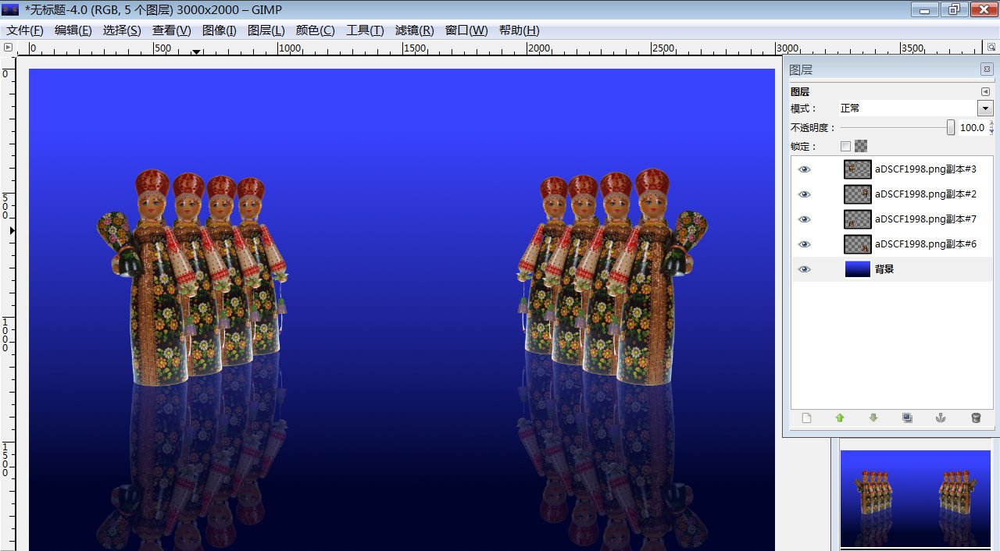 *无标题-4.0 (RGB, 5 个图层) 3000x2000 – GIMP
文件(F) 编辑(E) 选择(S) 查看(V) 图像(I) 图层(L) 颜色(C) 工具(T) 滤镜(R) 窗口(W) 帮助(H)
0 500 1000 1500 2000 2500 3000 3500
0
500
1000
1500
图层
图层
模式：
正常
不透明度：
100.0
锁定：
aDSCF1998.png副本#3
aDSCF1998.png副本#2
aDSCF1998.png副本#7
aDSCF1998.png副本#6
背景